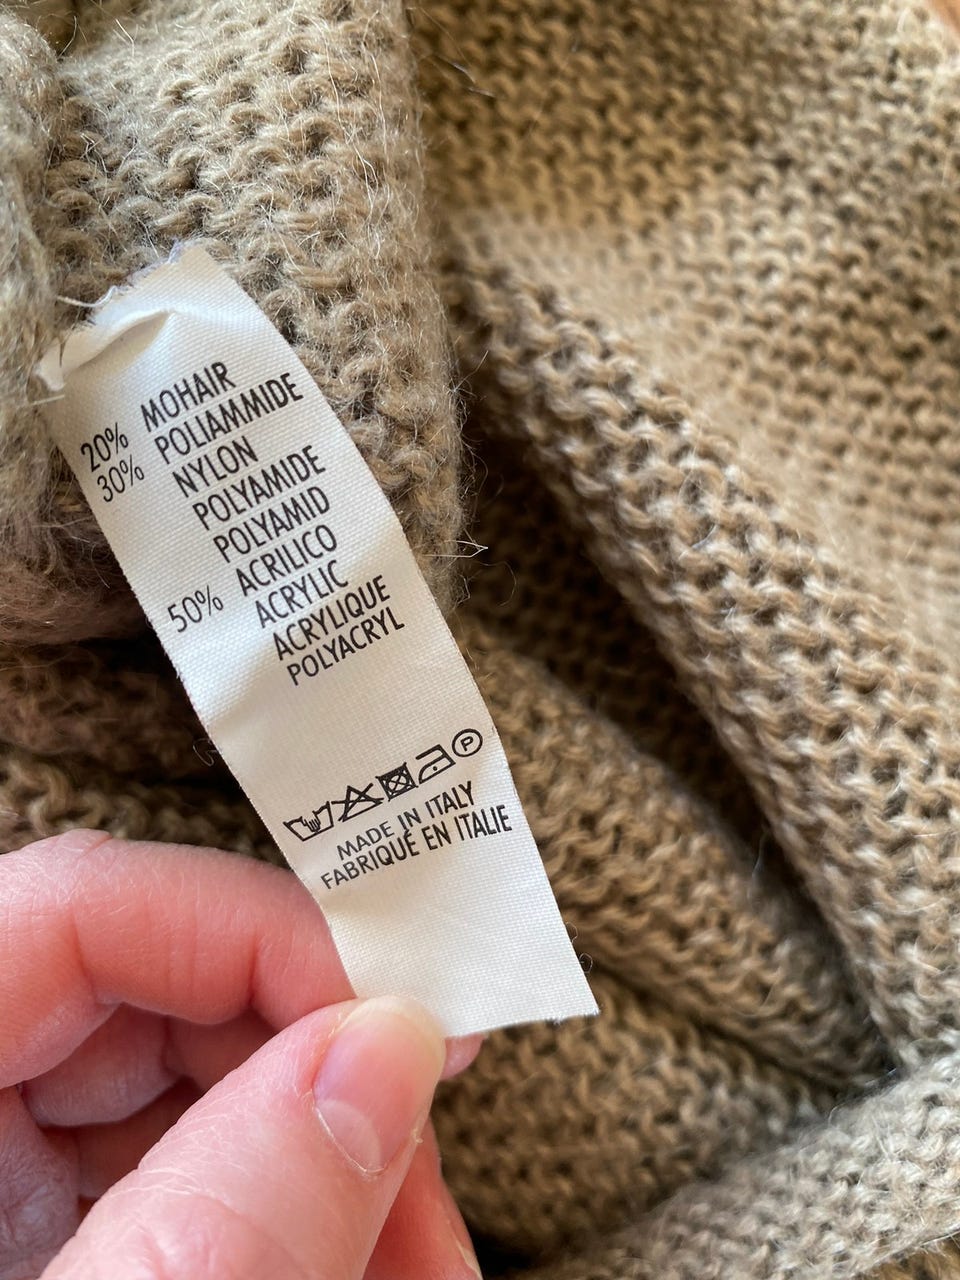 20% MOHAIR
30% POLIAMMIDE
NYLON
POLYAMIDE
POLYAMID
50% ACRILICO
ACRYLIC
ACRYLIQUE
POLYACRYL
P
MADE IN ITALY
FABRIQUÉ EN ITALIE